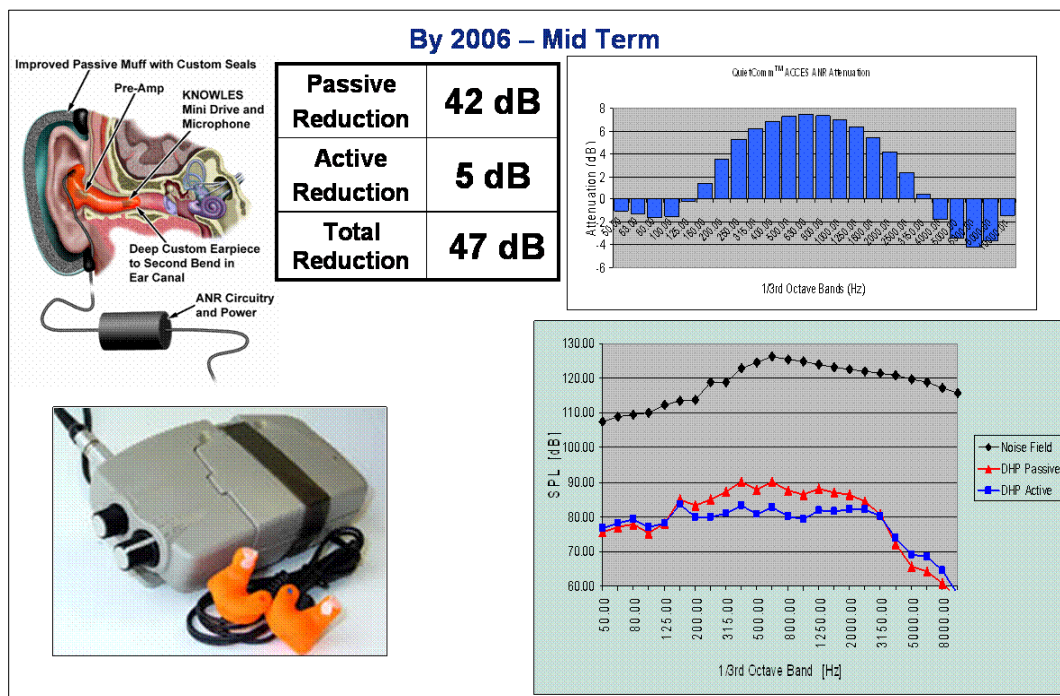 By 2006 – Mid Term
Improved Passive Muff with Custom Seals
Pre-Amp
KNOWLES
Mini Drive and
Microphone
Deep Custom Earpiece
to Second Bend in
Ear Canal
ANR Circuitry
and Power
Passive
Reduction
42 dB
Active
Reduction
5 dB
Total
Reduction
47 dB
QuietComm™ ACCES ANR Attenuation
Attenuation (dB)
8
6
4
2
0
-2
-4
-6
1/3rd Octave Bands (Hz)
SPL [dB]
130.00
120.00
110.00
100.00
90.00
80.00
70.00
60.00
50.00
80.00
125.00
200.00
315.00
500.00
800.00
1250.00
2000.00
3150.00
5000.00
8000.00
1/3rd Octave Band [Hz]
Noise Field
DHP Passive
DHP Active